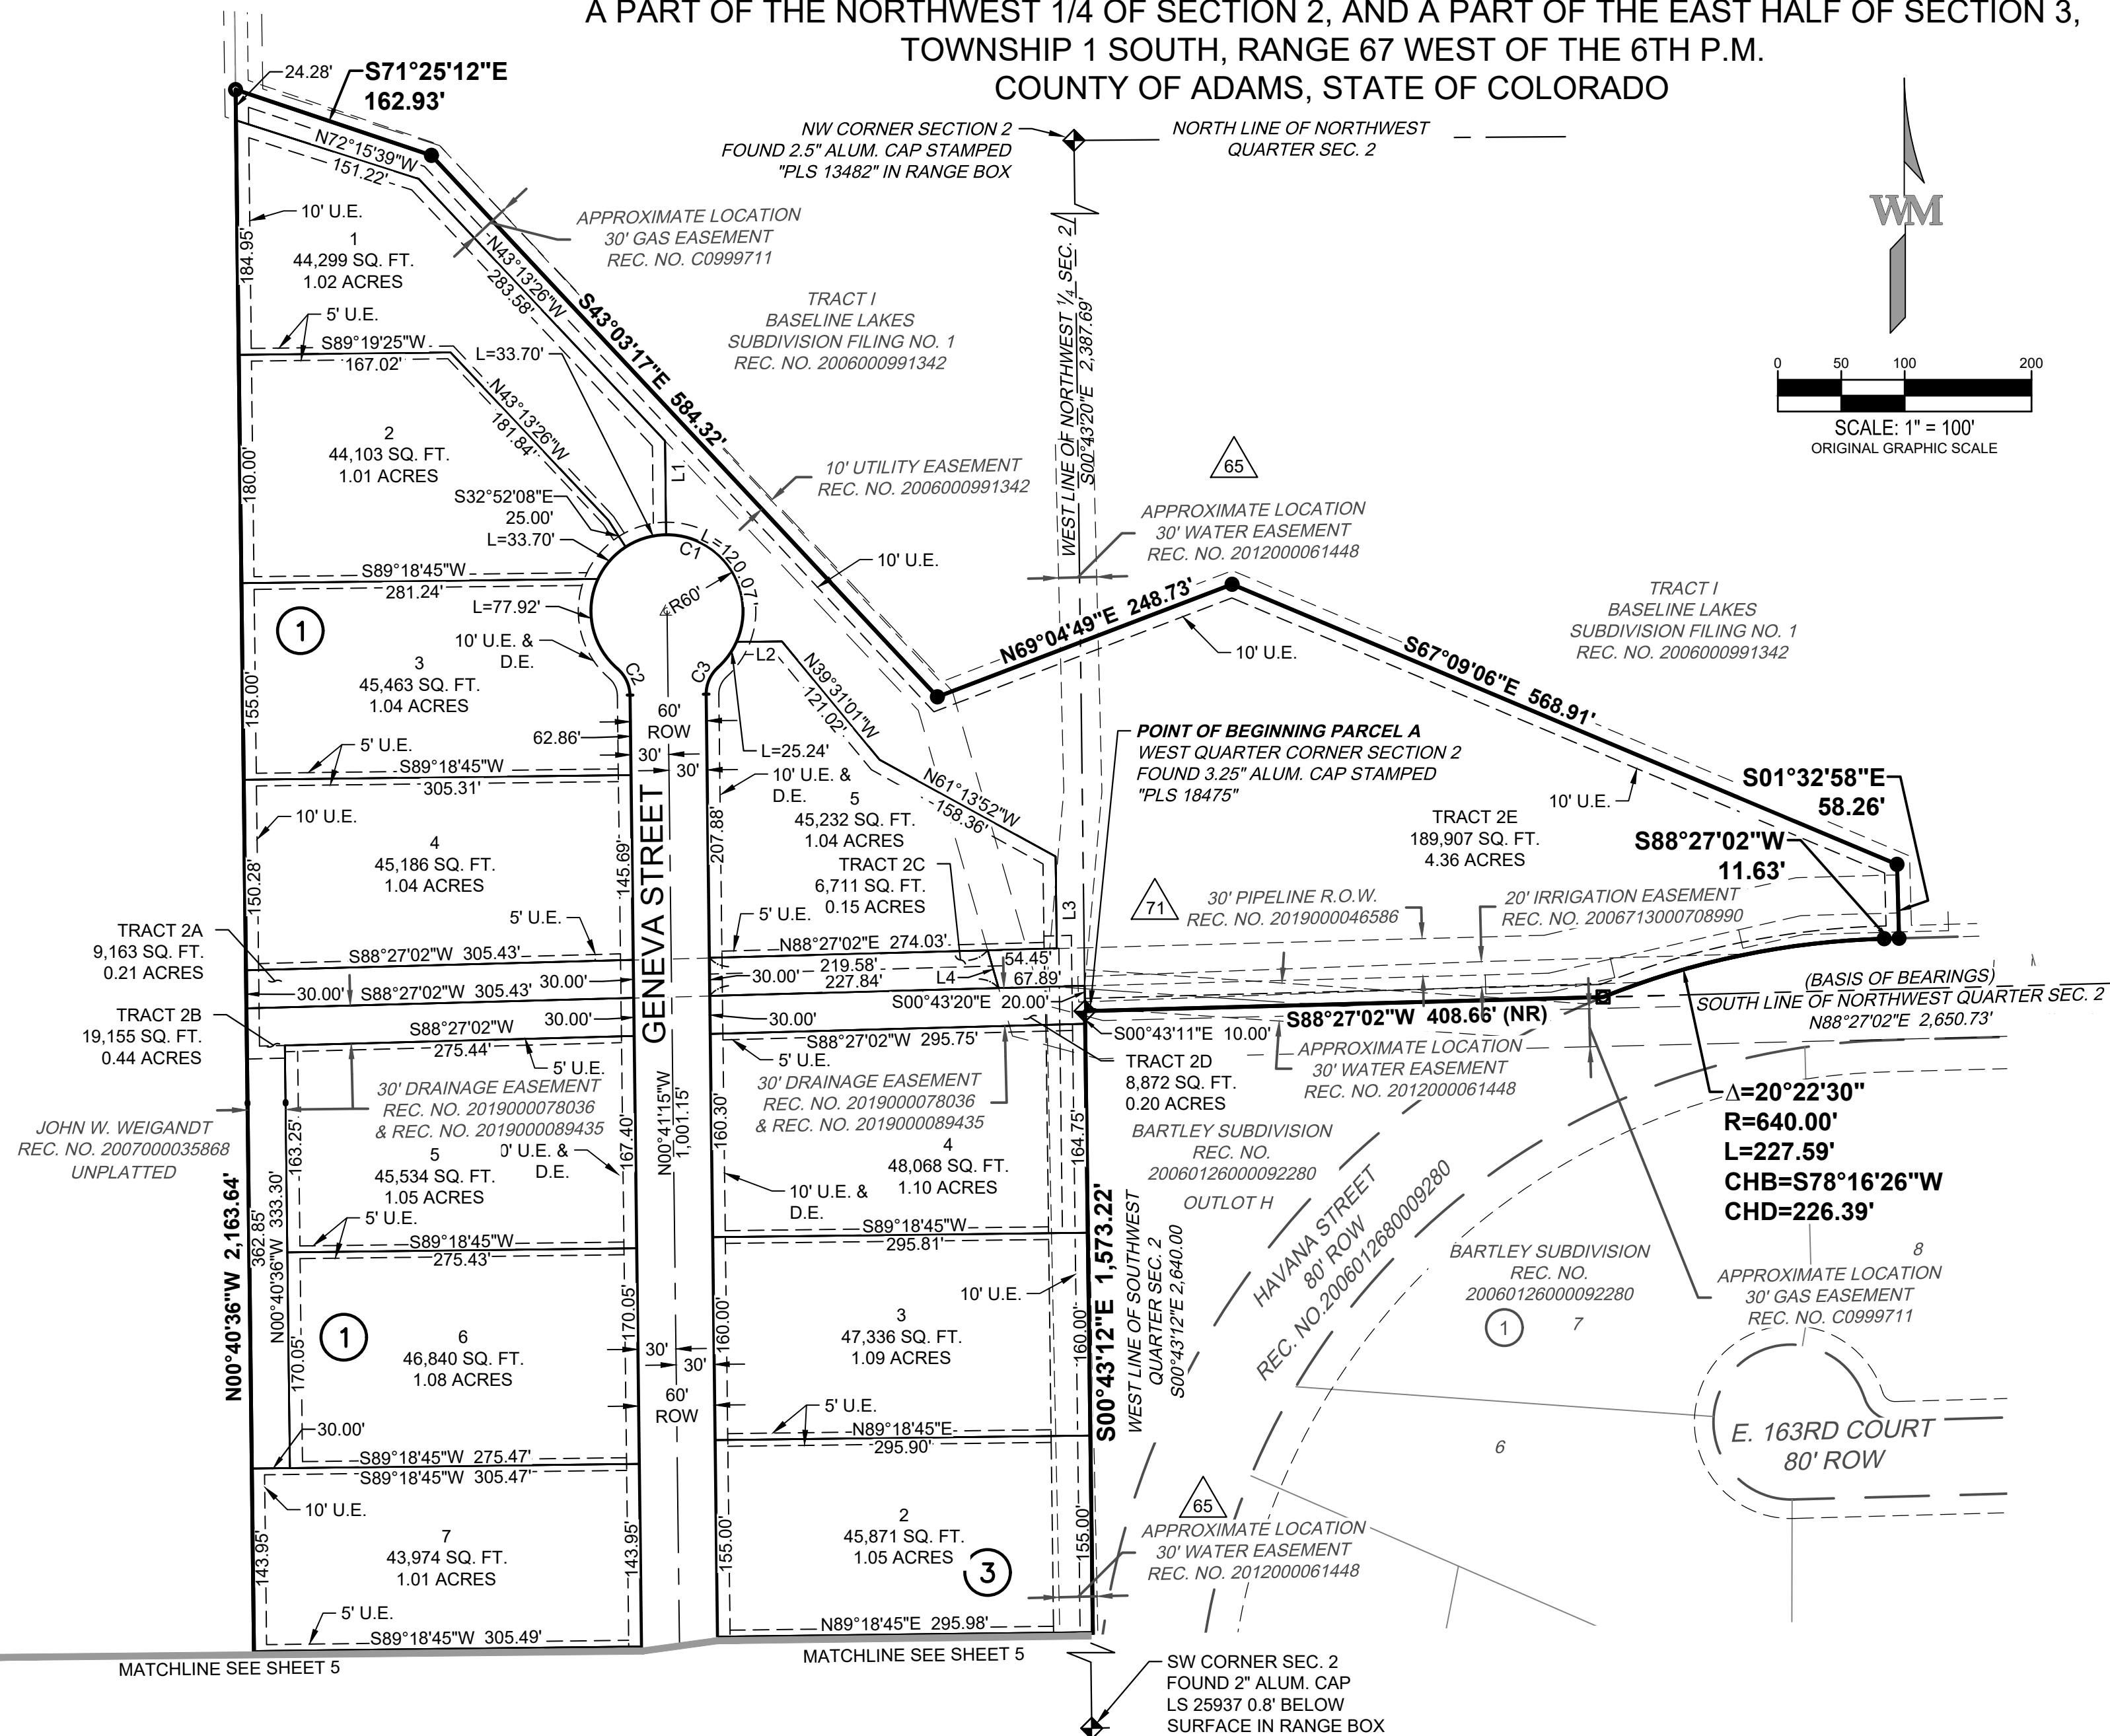 A PART OF THE NORTHWEST 1/4 OF SECTION 2, AND A PART OF THE EAST HALF OF SECTION 3,
TOWNSHIP 1 SOUTH, RANGE 67 WEST OF THE 6TH P.M.
COUNTY OF ADAMS, STATE OF COLORADO
24.28'
S71°25'12"E
162.93'
N72°15'39"W
151.22'
NW CORNER SECTION 2
FOUND 2.5" ALUM. CAP STAMPED
"PLS 13482" IN RANGE BOX
NORTH LINE OF NORTHWEST
QUARTER SEC. 2
WM
0 50 100 200
SCALE: 1" = 100'
ORIGINAL GRAPHIC SCALE
10' U.E.
1
44,299 SQ. FT.
1.02 ACRES
184.95'
APPROXIMATE LOCATION
30' GAS EASEMENT
REC. NO. C0999711
N43°13'26"W
283.58'
S43°03'17"E 584.32'
TRACT I
BASELINE LAKES
SUBDIVISION FILING NO. 1
REC. NO. 2006000991342
WEST LINE OF NORTHWEST 1/4 SEC. 2
S00°43'20"E 2,387.69'
5' U.E.
S89°19'25"W
167.02'
L=33.70'
N43°13'26"W
181.84'
2
44,103 SQ. FT.
1.01 ACRES
180.00'
S32°52'08"E
25.00'
L=33.70'
L1
10' UTILITY EASEMENT
REC. NO. 2006000991342
65
APPROXIMATE LOCATION
30' WATER EASEMENT
REC. NO. 2012000061448
S89°18'45"W
281.24'
L=77.92'
C1
L=120.07'
R60'
10' U.E.
1
10' U.E. &
D.E.
3
45,463 SQ. FT.
1.04 ACRES
155.00'
C2
C3
L2
N39°31'01"W
121.02'
N69°04'49"E 248.73'
10' U.E.
TRACT I
BASELINE LAKES
SUBDIVISION FILING NO. 1
REC. NO. 2006000991342
S67°09'06"E 568.91'
60'
ROW
62.86'
30'
30'
L=25.24'
5' U.E.
S89°18'45"W
305.31'
POINT OF BEGINNING PARCEL A
WEST QUARTER CORNER SECTION 2
FOUND 3.25" ALUM. CAP STAMPED
"PLS 18475"
10' U.E. &
D.E.
5
45,232 SQ. FT.
1.04 ACRES
N61°13'52"W
158.36'
S01°32'58"E
58.26'
10' U.E.
TRACT 2E
189,907 SQ. FT.
4.36 ACRES
S88°27'02"W
11.63'
10' U.E.
4
45,186 SQ. FT.
1.04 ACRES
150.28'
145.69'
GENEVA STREET
207.88'
TRACT 2C
6,711 SQ. FT.
0.15 ACRES
71
30' PIPELINE R.O.W.
REC. NO. 2019000046586
20' IRRIGATION EASEMENT
REC. NO. 2006713000708990
5' U.E.
5' U.E.
L3
TRACT 2A
9,163 SQ. FT.
0.21 ACRES
S88°27'02"W 305.43'
N88°27'02"E 274.03'
219.58'
54.45'
30.00'
S88°27'02"W 305.43'
30.00'
30.00'
227.84'
L4
67.89'
S00°43'20"E 20.00'
(BASIS OF BEARINGS)
SOUTH LINE OF NORTHWEST QUARTER SEC. 2
N88°27'02"E 2,650.73'
TRACT 2B
19,155 SQ. FT.
0.44 ACRES
30.00'
30.00'
S88°27'02"W
275.44'
S88°27'02"W 295.75'
S00°43'11"E 10.00'
S88°27'02"W 408.66' (NR)
5' U.E.
5' U.E.
TRACT 2D
8,872 SQ. FT.
0.20 ACRES
APPROXIMATE LOCATION
30' WATER EASEMENT
REC. NO. 2012000061448
30' DRAINAGE EASEMENT
REC. NO. 2019000078036
& REC. NO. 2019000089435
30' DRAINAGE EASEMENT
REC. NO. 2019000078036
& REC. NO. 2019000089435
Δ=20°22'30"
R=640.00'
L=227.59'
CHB=S78°16'26"W
CHD=226.39'
JOHN W. WEIGANDT
REC. NO. 2007000035868
UNPLATTED
163.25'
5
45,534 SQ. FT.
1.05 ACRES
0' U.E. &
D.E.
167.40'
N00°41'15"W
1,001.15'
160.30'
4
48,068 SQ. FT.
1.10 ACRES
10' U.E. &
D.E.
164.75'
BARTLEY SUBDIVISION
REC. NO.
20060126000092280
OUTLOT H
N00°40'36"W 2,163.64'
362.85'
N00°40'36"W 333.30'
5' U.E.
S89°18'45"W
275.43'
S89°18'45"W
295.81'
S00°43'12"E 1,573.22'
WEST LINE OF SOUTHWEST
QUARTER SEC. 2
S00°43'12"E 2,640.00
HAVANA STREET
80' ROW
REC. NO.20060126800009280
BARTLEY SUBDIVISION
REC. NO.
20060126000092280
1
7
8
APPROXIMATE LOCATION
30' GAS EASEMENT
REC. NO. C0999711
10' U.E.
1
6
46,840 SQ. FT.
1.08 ACRES
170.05'
170.05'
30'
30'
60'
ROW
160.00'
3
47,336 SQ. FT.
1.09 ACRES
160.00'
30.00'
5' U.E.
N89°18'45"E
295.90'
6
E. 163RD COURT
80' ROW
S89°18'45"W 275.47'
S89°18'45"W 305.47'
10' U.E.
7
43,974 SQ. FT.
1.01 ACRES
143.95'
143.95'
155.00'
2
45,871 SQ. FT.
1.05 ACRES
3
155.00'
65
APPROXIMATE LOCATION
30' WATER EASEMENT
REC. NO. 2012000061448
5' U.E.
S89°18'45"W 305.49'
N89°18'45"E 295.98'
MATCHLINE SEE SHEET 5
MATCHLINE SEE SHEET 5
SW CORNER SEC. 2
FOUND 2" ALUM. CAP
LS 25937 0.8' BELOW
SURFACE IN RANGE BOX